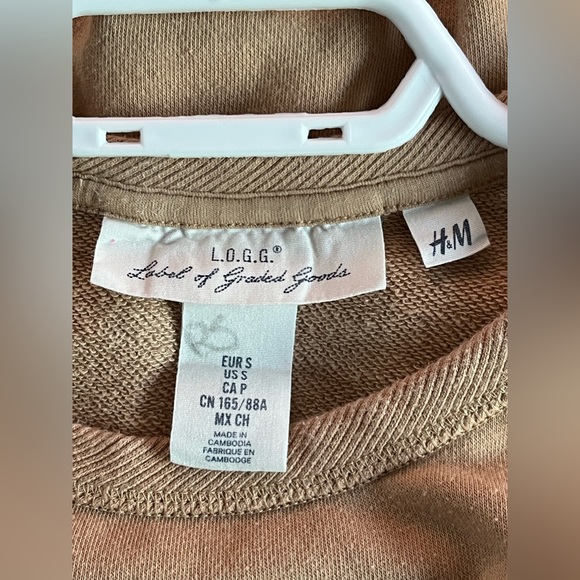 L.O.G.G.®
Label of Graded Goods
H&M
EUR S
US S
CA P
CN 165/88A
MX CH
MADE IN
CAMBODIA
FABRIQUE EN
CAMBODGE